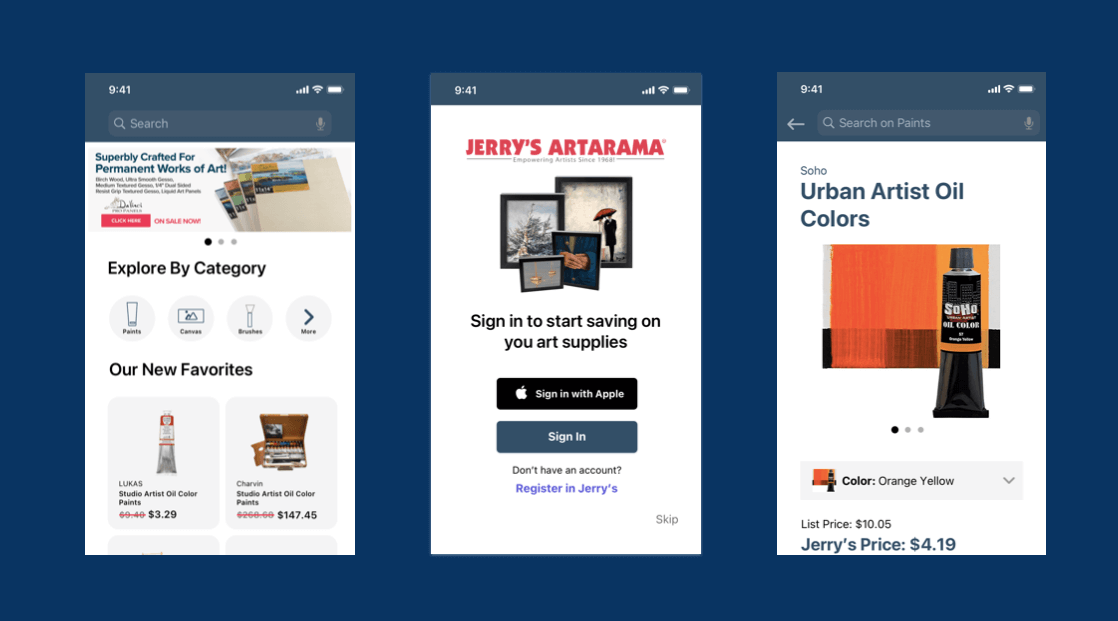 9:41
Search
Superbly Crafted For
Permanent Works of Art!
Birch Wood, Ultra Smooth Gesso,
Medium Textured Gesso, 1/4" Dual Sided
Resist Grip Textured Gesso, Liquid Art Panels
DaVinci
CLICK HERE
ON SALE NOW!
Explore By Category
Paints
Canvas
Brushes
More
Our New Favorites
LUKAS
Studio Artist Oil Color
Paints
$9.40 $3.29
Charvin
Studio Artist Oil Color
Paints
$268.68 $147.45
9:41
JERRY'S ARTARAMA®
Empowering Artists Since 1968!
Sign in to start saving on
you art supplies
Sign in with Apple
Sign In
Don't have an account?
Register in Jerry's
Skip
9:41
Search on Paints
Soho
Urban Artist Oil
Colors
SoHo
URBAN ARTIST
OIL COLOR
Orange Yellow
Color: Orange Yellow
List Price: $10.05
Jerry's Price: $4.19